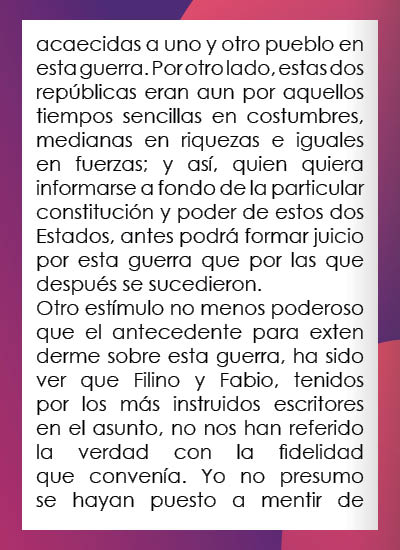 acaecidas a uno y otro pueblo en
esta guerra. Por otro lado, estas dos
repúblicas eran aun por aquellos
tiempos sencillas en costumbres,
medianas en riquezas e iguales
en fuerzas; y así, quien quiera
informarse a fondo de la particular
constitución y poder de estos dos
Estados, antes podrá formar juicio
por esta guerra que por las que
después se sucedieron.
Otro estímulo no menos poderoso
que el antecedente para exten
derme sobre esta guerra, ha sido
ver que Filino y Fabio, tenidos
por los más instruidos escritores
en el asunto, no nos han referido
la verdad con la fidelidad
que convenía. Yo no presumo
se hayan puesto a mentir de